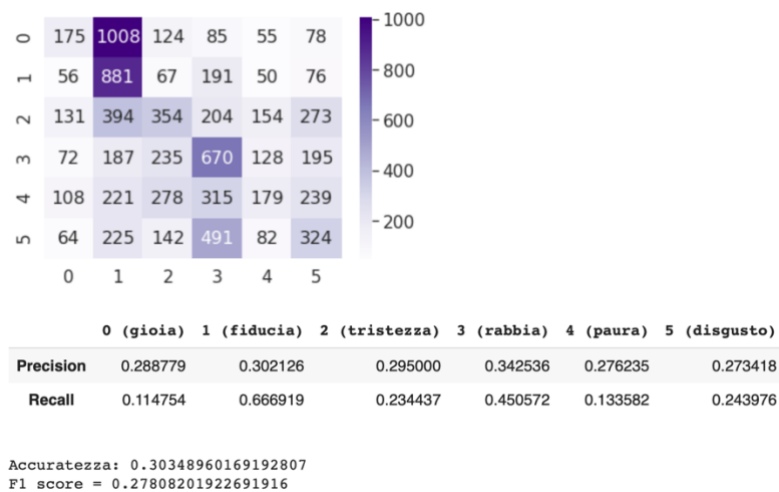 0 175 1008 124 85 55 78
1 56 881 67 191 50 76
2 131 394 354 204 154 273
3 72 187 235 670 128 195
4 108 221 278 315 179 239
5 64 225 142 491 82 324
0 1 2 3 4 5
1000
800
600
400
200
0 (gioia) 1 (fiducia) 2 (tristezza) 3 (rabbia) 4 (paura) 5 (disgusto)
Precision 0.288779 0.302126 0.295000 0.342536 0.276235 0.273418
Recall 0.114754 0.666919 0.234437 0.450572 0.133582 0.243976
Accuratezza: 0.30348960169192807
F1 score = 0.27808201922691916